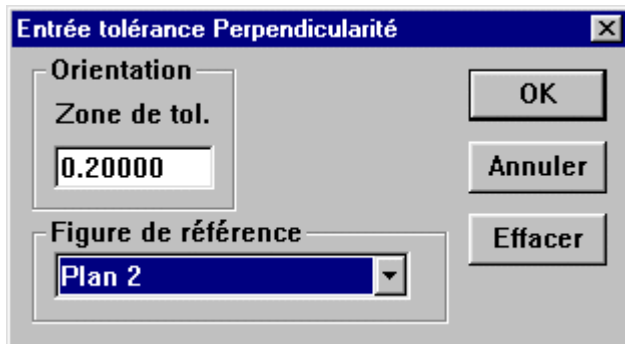 Entrée tolérance Perpendicularité
Orientation
Zone de tol.
0.20000
Figure de référence
Plan 2
OK
Annuler
Effacer